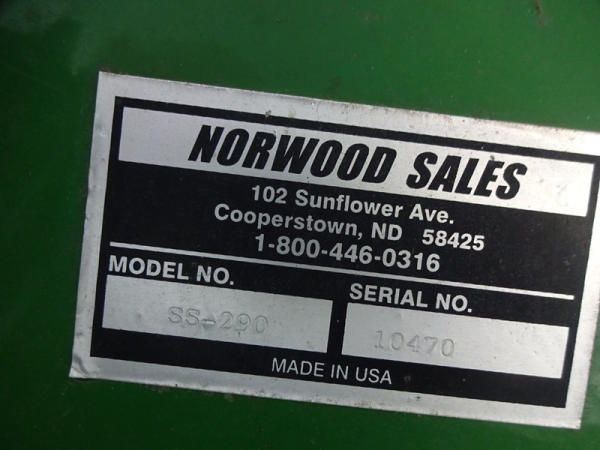 NORWOOD SALES
102 Sunflower Ave.
Cooperstown, ND 58425
1-800-446-0316
MODEL NO. SERIAL NO.
SS-290 10470
MADE IN USA